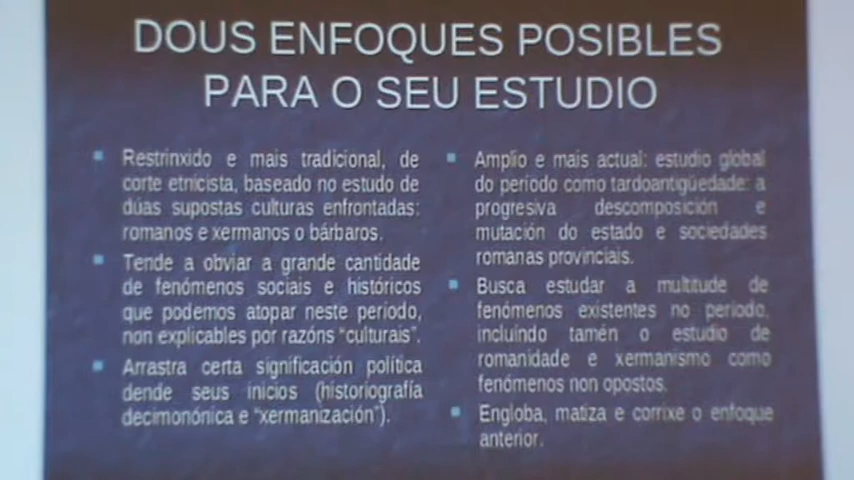 DOUS ENFOQUES POSIBLES
PARA O SEU ESTUDIO
Restrinxido e mais tradicional, de
corte etnicista, baseado no estudo de
dúas supostas culturas enfrontadas:
romanos e xermanos o bárbaros.
Tende a obviar a grande cantidade
de fenómenos sociais e históricos
que podemos atopar neste período,
non explicables por razóns "culturais".
Arrastra certa significación política
dende seus inicios (historiografía
decimonónica e "xermanización").
Amplio e mais actual: estudio global
do período como tardoantigüedade: a
progresiva descomposición e
mutación do estado e sociedades
romanas provinciais.
Busca estudar a multitude de
fenómenos existentes no período,
incluíndo tamén o estudio de
romanidade e xermanismo como
fenómenos non opostos.
Engloba, matiza e corrixe o enfoque
anterior.